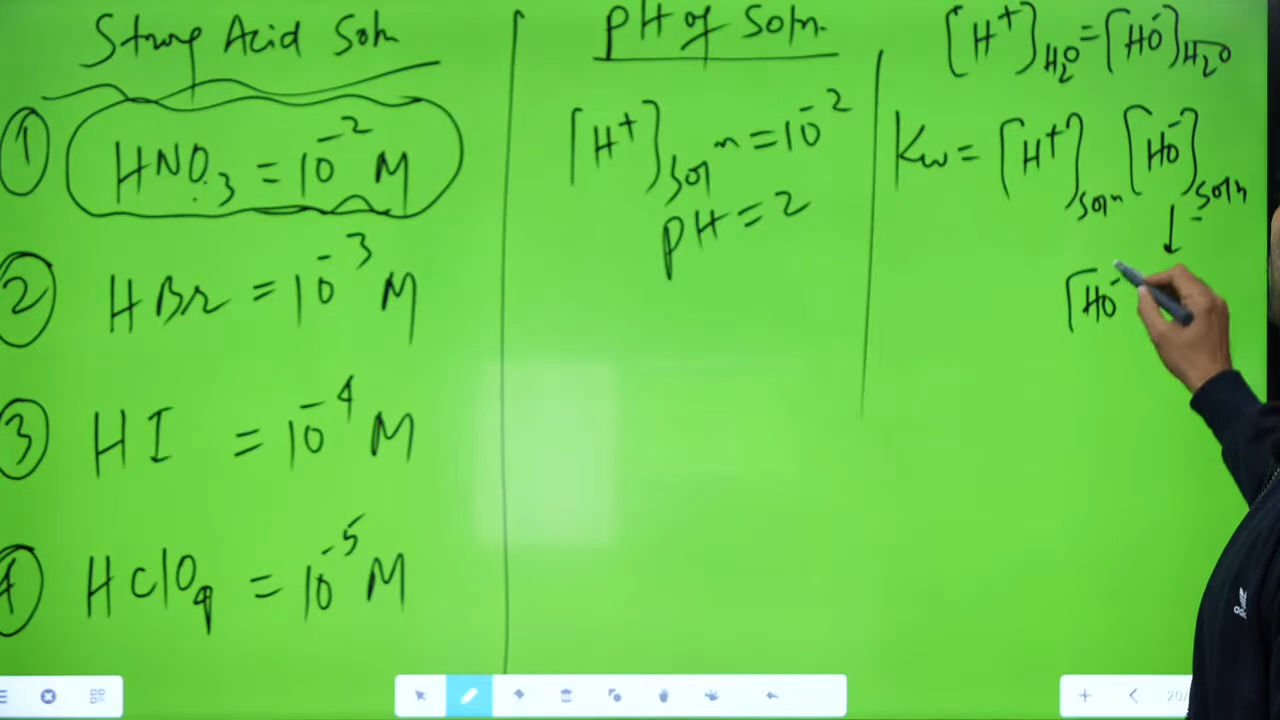 Strong Acid Soln
① HNO₃ = 10⁻² M
② HBr = 10⁻³ M
③ HI = 10⁻⁴ M
④ HClO₄ = 10⁻⁵ M
pH of Soln.
[H⁺]solⁿ = 10⁻²
pH = 2
[H⁺]H₂O = [HO⁻]H₂O
Kw = [H⁺]soln [HO⁻]soln
↓
[HO⁻
20/